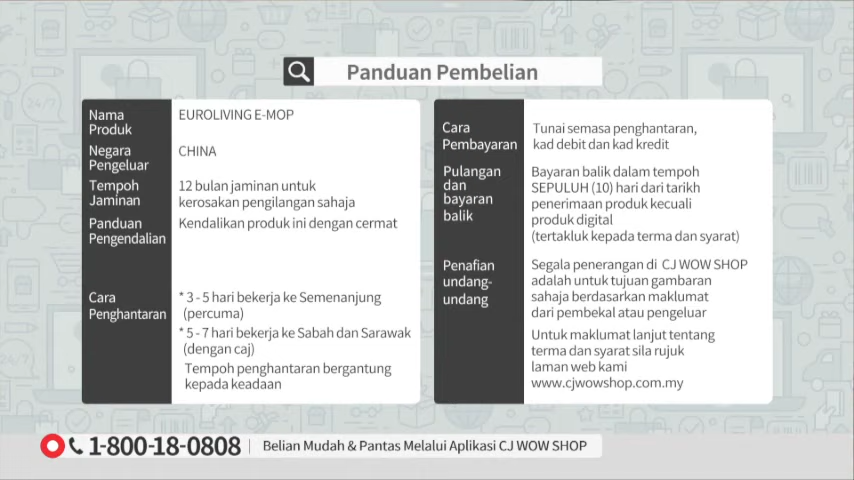 Panduan Pembelian
Nama
Produk
EUROLIVING E-MOP
Negara
Pengeluar
CHINA
Tempoh
Jaminan
12 bulan jaminan untuk
kerosakan pengilangan sahaja
Panduan
Pengendalian
Kendalikan produk ini dengan cermat
Cara
Penghantaran
* 3 - 5 hari bekerja ke Semenanjung
(percuma)
* 5 - 7 hari bekerja ke Sabah dan Sarawak
(dengan caj)
Tempoh penghantaran bergantung
kepada keadaan
Cara
Pembayaran
Tunai semasa penghantaran,
kad debit dan kad kredit
Pulangan
dan
bayaran
balik
Bayaran balik dalam tempoh
SEPULUH (10) hari dari tarikh
penerimaan produk kecuali
produk digital
(tertakluk kepada terma dan syarat)
Penafian
undang-
undang
Segala penerangan di CJ WOW SHOP
adalah untuk tujuan gambaran
sahaja berdasarkan maklumat
dari pembekal atau pengeluar
Untuk maklumat lanjut tentang
terma dan syarat sila rujuk
laman web kami
www.cjwowshop.com.my
1-800-18-0808
Belian Mudah & Pantas Melalui Aplikasi CJ WOW SHOP
24/7